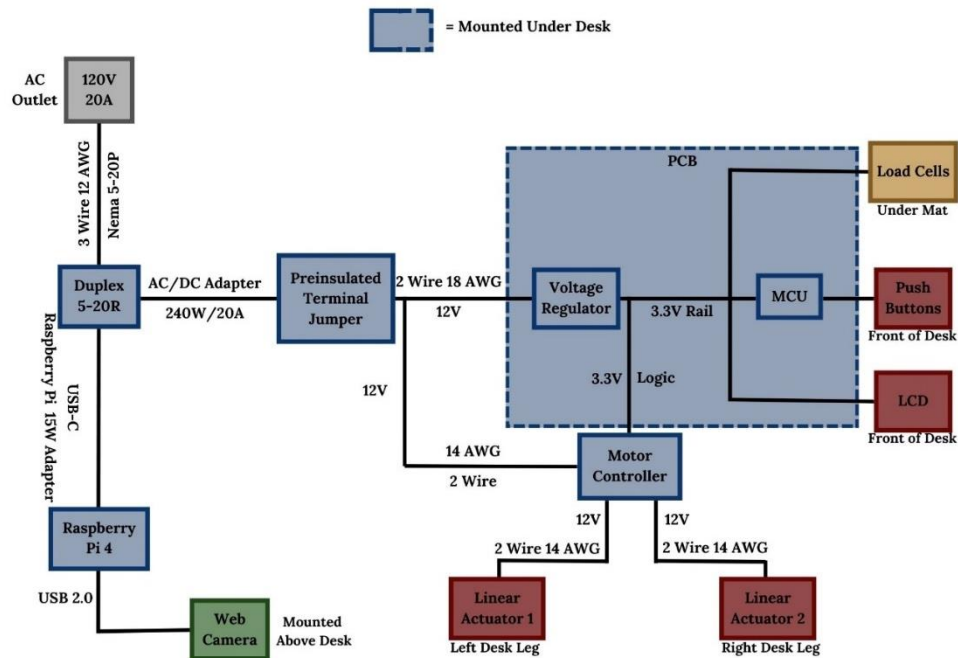 = Mounted Under Desk
AC
Outlet
120V
20A
3 Wire 12 AWG
Nema 5-20P
Duplex
5-20R
AC/DC Adapter
240W/20A
Preinsulated
Terminal
Jumper
2 Wire 18 AWG
12V
PCB
Voltage
Regulator
3.3V Rail
MCU
Load Cells
Under Mat
Push
Buttons
Front of Desk
LCD
Front of Desk
3.3V
Logic
12V
14 AWG
2 Wire
Motor
Controller
12V
12V
2 Wire 14 AWG
2 Wire 14 AWG
Linear
Actuator 1
Left Desk Leg
Linear
Actuator 2
Right Desk Leg
USB-C
Raspberry Pi 15W Adapter
Raspberry
Pi 4
USB 2.0
Web
Camera
Mounted
Above Desk